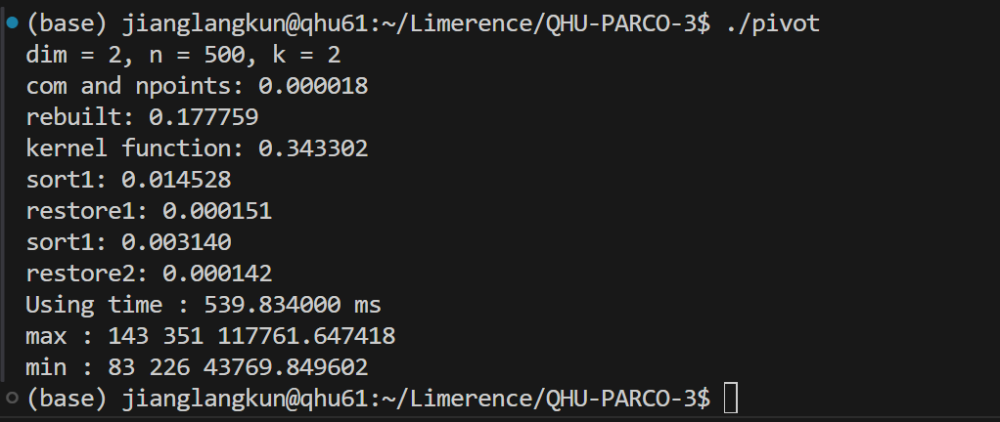 (base) jianglangkun@qhu61:~/Limerence/QHU-PARCO-3$ ./pivot
dim = 2, n = 500, k = 2
com and npoints: 0.000018
rebuilt: 0.177759
kernel function: 0.343302
sort1: 0.014528
restore1: 0.000151
sort1: 0.003140
restore2: 0.000142
Using time : 539.834000 ms
max : 143 351 117761.647418
min : 83 226 43769.849602
(base) jianglangkun@qhu61:~/Limerence/QHU-PARCO-3$